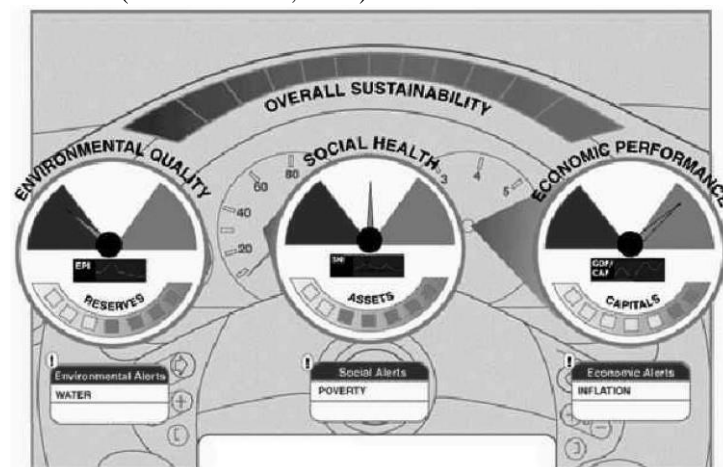 OVERALL SUSTAINABILITY
ENVIRONMENTAL QUALITY
SOCIAL HEALTH
ECONOMIC PERFORMANCE
60
80
40
20
3
4
5
EPI
SHI
GDP/
CAP
RESERVES
ASSETS
CAPITALS
!
!
!
Environmental Alerts
Social Alerts
Economic Alerts
WATER
POVERTY
INFLATION